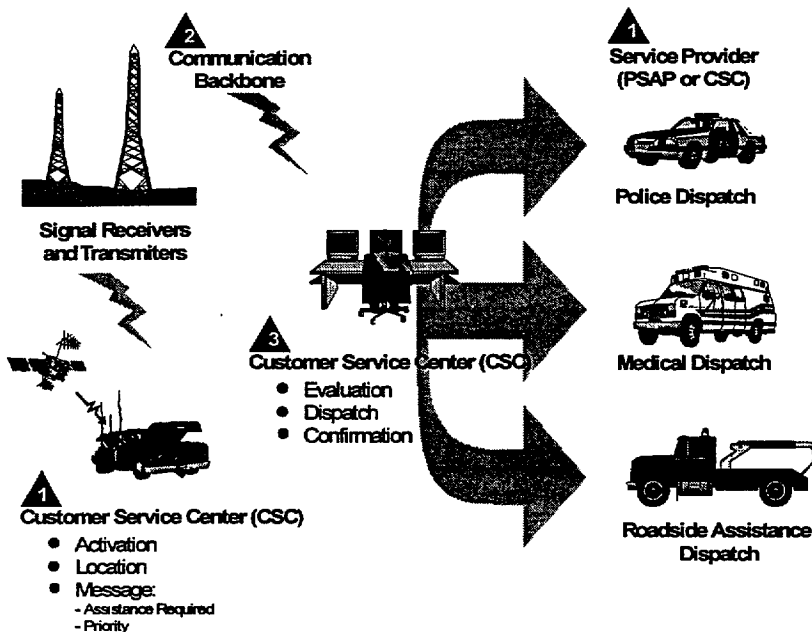 2
Communication
Backbone
Signal Receivers
and Transmiters
1
Customer Service Center (CSC)
● Activation
● Location
● Message:
- Assistance Required
- Priority
3
Customer Service Center (CSC)
● Evaluation
● Dispatch
● Confirmation
1
Service Provider
(PSAP or CSC)
Police Dispatch
Medical Dispatch
Roadside Assistance
Dispatch